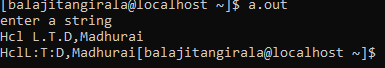 [balajitangirala@localhost ~]$ a.out
enter a string
Hcl L.T.D,Madhurai
HclL:T:D,Madhurai[balajitangirala@localhost ~]$